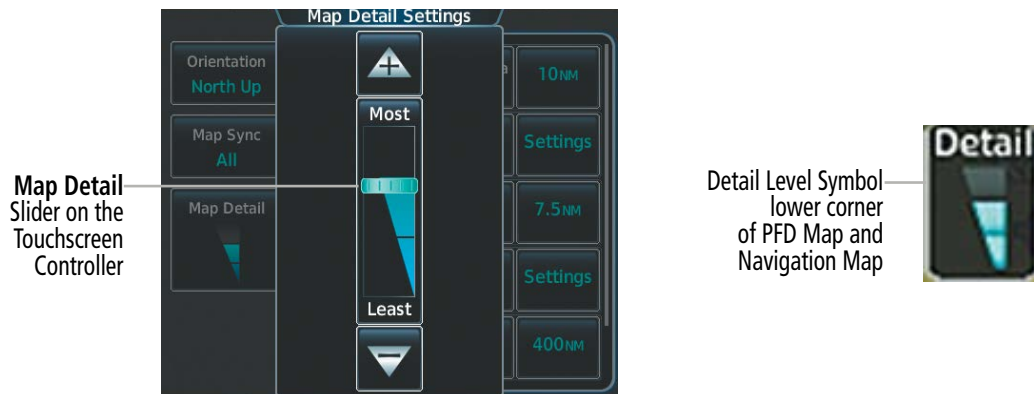 Map Detail Settings
Orientation
North Up
Map Sync
All
Map Detail
+
Most
Least
−
a
10NM
Settings
7.5NM
Settings
400NM
Map Detail
Slider on the
Touchscreen
Controller
Detail Level Symbol
lower corner
of PFD Map and
Navigation Map
Detail